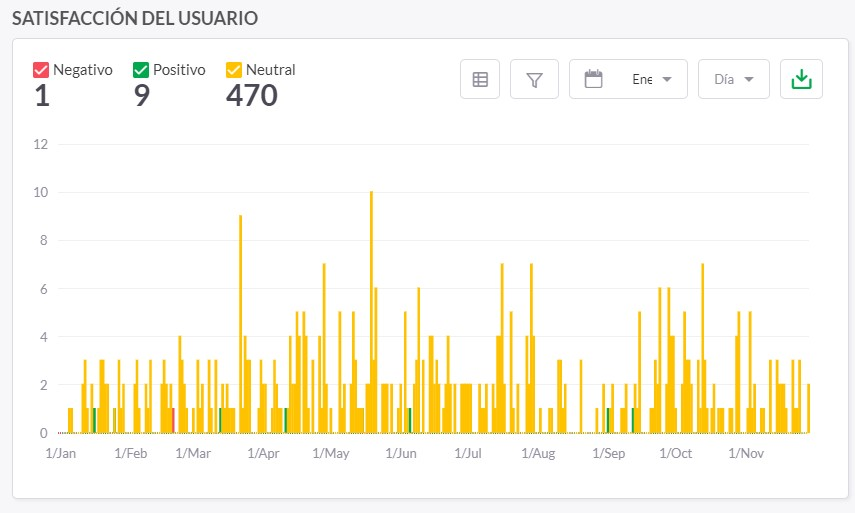 SATISFACCIÓN DEL USUARIO
Negativo Positivo Neutral
1 9 470
Ene Día
12
10
8
6
4
2
0
1/Jan 1/Feb 1/Mar 1/Apr 1/May 1/Jun 1/Jul 1/Aug 1/Sep 1/Oct 1/Nov